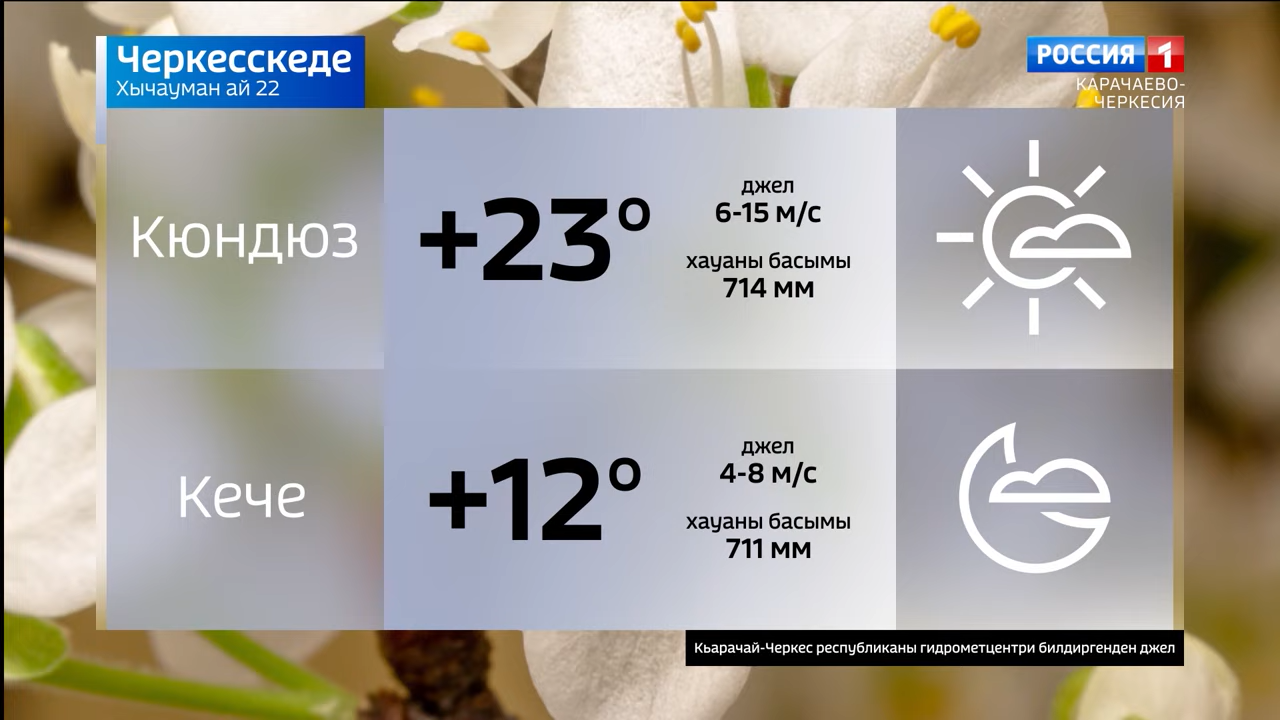 Черкесскеде
Хычауман ай 22
РОССИЯ 1
КАРАЧАЕВО-
ЧЕРКЕСИЯ
Кюндюз
+23°
джел
6-15 м/с
хауаны басымы
714 мм
Кече
+12°
джел
4-8 м/с
хауаны басымы
711 мм
Кьарачай-Черкес республиканы гидрометцентри билдиргенден джел